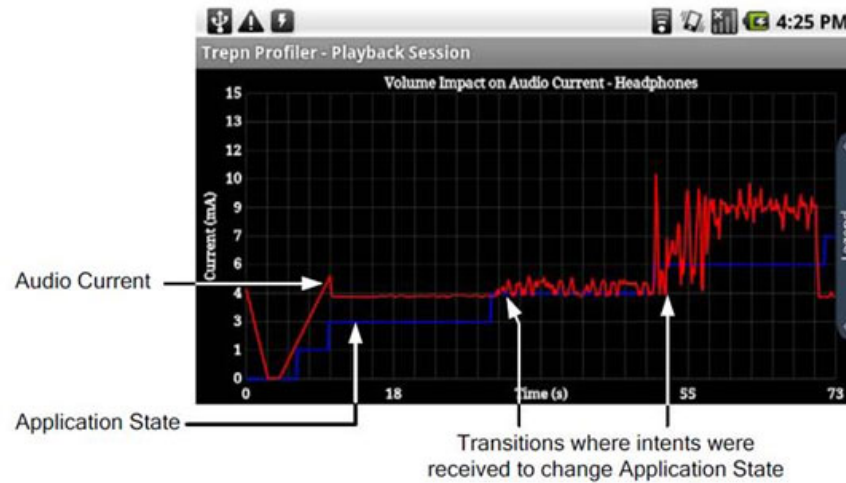 4:25 PM
Trepn Profiler - Playback Session
Volume Impact on Audio Current - Headphones
15
13
12
10
9
7
6
4
3
1
0
Current (mA)
0
18
Time (s)
55
73
Legend
Audio Current
Application State
Transitions where intents were
received to change Application State